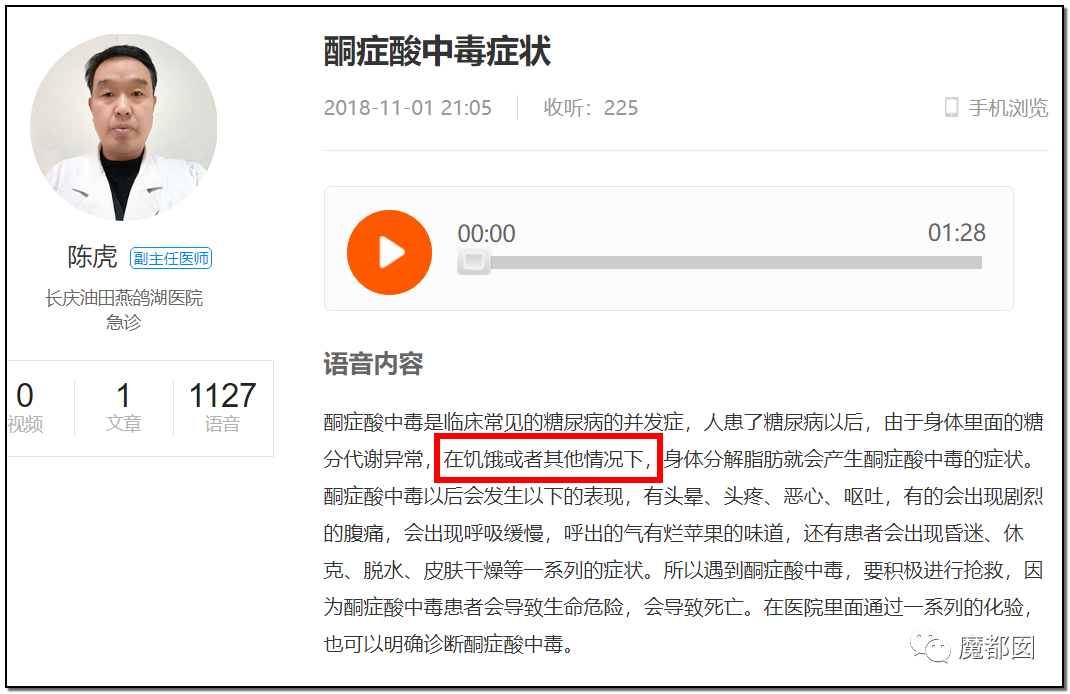 酮症酸中毒症状
2018-11-01 21:05
收听：225
手机浏览
00:00
01:28
陈虎 副主任医师
长庆油田燕鸽湖医院
急诊
0 1 1127
视频 文章 语音
语音内容
酮症酸中毒是临床常见的糖尿病的并发症，人患了糖尿病以后，由于身体里面的糖
分代谢异常，在饥饿或者其他情况下，身体分解脂肪就会产生酮症酸中毒的症状。
酮症酸中毒以后会发生以下的表现，有头晕、头疼、恶心、呕吐，有的会出现剧烈
的腹痛，会出现呼吸缓慢，呼出的气有烂苹果的味道，还有患者会出现昏迷、休
克、脱水、皮肤干燥等一系列的症状。所以遇到酮症酸中毒，要积极进行抢救，因
为酮症酸中毒患者会导致生命危险，会导致死亡。在医院里面通过一系列的化验，
也可以明确诊断酮症酸中毒。
魔都囡